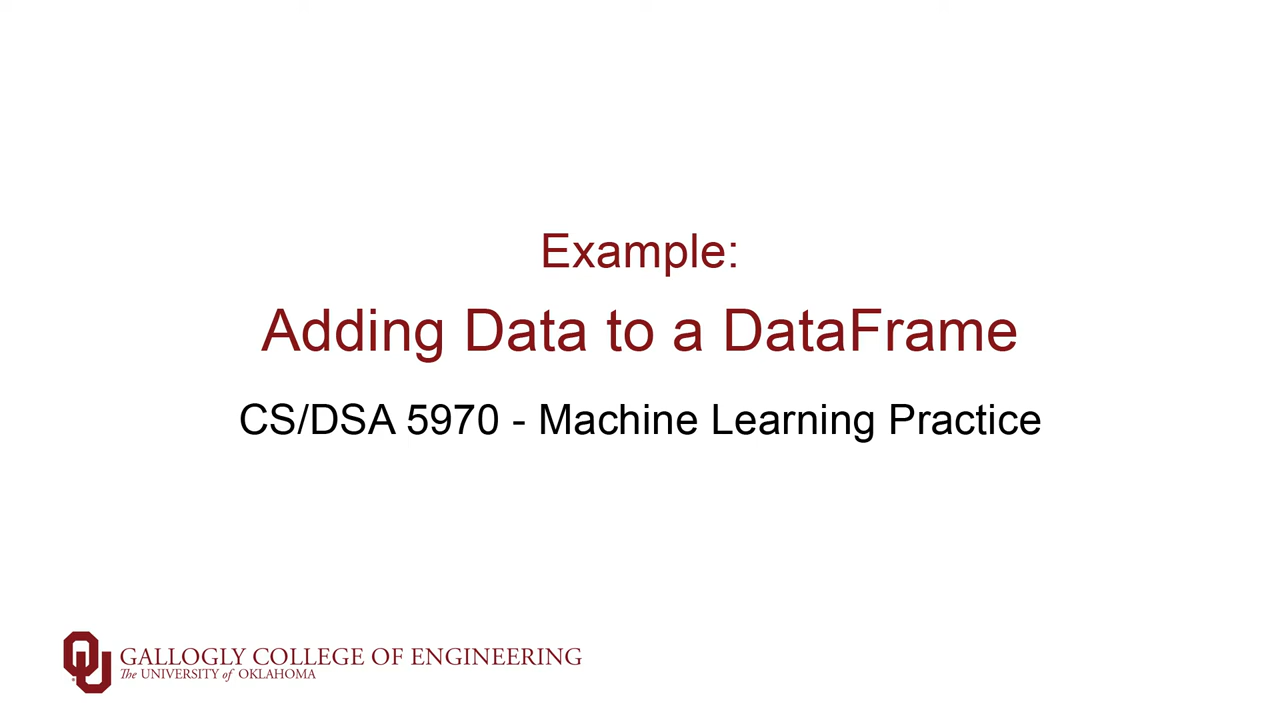 Example:
Adding Data to a DataFrame
CS/DSA 5970 - Machine Learning Practice
OU
GALLOGLY COLLEGE OF ENGINEERING
The UNIVERSITY of OKLAHOMA